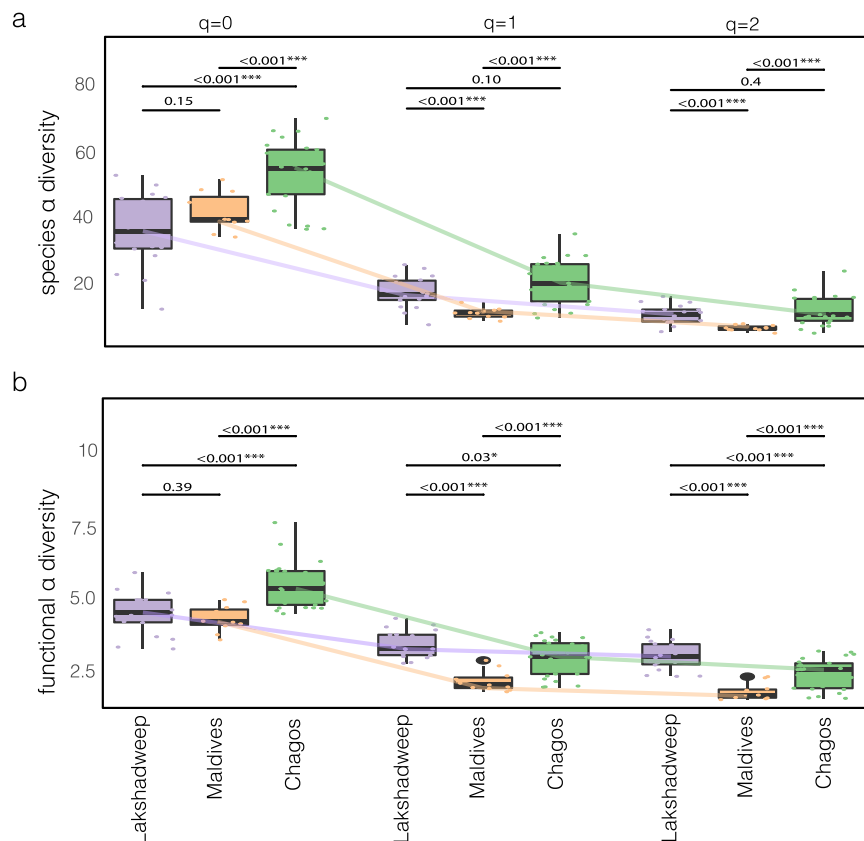 a
q=0 q=1 q=2
<0.001*** <0.001*** <0.001***
<0.001*** 0.10 0.4
0.15 <0.001*** <0.001***
80
60
40
20
species α diversity
b
<0.001*** <0.001*** <0.001***
<0.001*** 0.03* <0.001***
0.39 <0.001*** <0.001***
10
7.5
5.0
2.5
functional α diversity
Lakshadweep Maldives Chagos Lakshadweep Maldives Chagos Lakshadweep Maldives Chagos